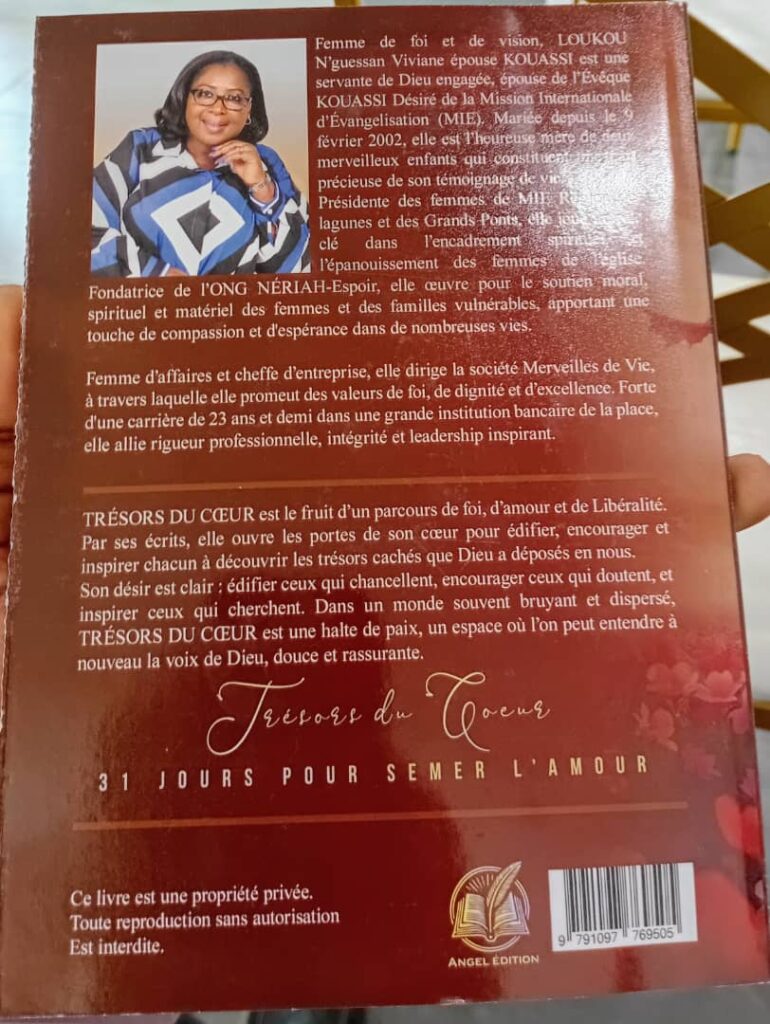 Femme de foi et de vision, LOUKOU
N'guessan Viviane épouse KOUASSI est une
servante de Dieu engagée, épouse de l'Évêque
KOUASSI Désiré de la Mission Internationale
d'Évangelisation (MIE). Mariée depuis le 9
février 2002, elle est l'heureuse mère de deux
merveilleux enfants qui constituent
précieuse de son témoignage de vie.
Présidente des femmes de MIE
lagunes et des Grands Ponts, elle
clé dans l'encadrement spirituel et
l'épanouissement des femmes de l'église.
Fondatrice de l'ONG NÉRIAH-Espoir, elle œuvre pour le soutien moral,
spirituel et matériel des femmes et des familles vulnérables, apportant une
touche de compassion et d'espérance dans de nombreuses vies.
Femme d'affaires et cheffe d'entreprise, elle dirige la société Merveilles de Vie,
à travers laquelle elle promeut des valeurs de foi, de dignité et d'excellence. Forte
d'une carrière de 23 ans et demi dans une grande institution bancaire de la place,
elle allie rigueur professionnelle, intégrité et leadership inspirant.
TRÉSORS DU CŒUR est le fruit d'un parcours de foi, d'amour et de Libéralité.
Par ses écrits, elle ouvre les portes de son cœur pour édifier, encourager et
inspirer chacun à découvrir les trésors cachés que Dieu a déposés en nous.
Son désir est clair : édifier ceux qui chancellent, encourager ceux qui doutent, et
inspirer ceux qui cherchent. Dans un monde souvent bruyant et dispersé,
TRÉSORS DU CŒUR est une halte de paix, un espace où l'on peut entendre à
nouveau la voix de Dieu, douce et rassurante.
Trésors du Coeur
31 JOURS POUR SEMER L'AMOUR
Ce livre est une propriété privée.
Toute reproduction sans autorisation
Est interdite.
ANGEL ÉDITION
9 791097 769505